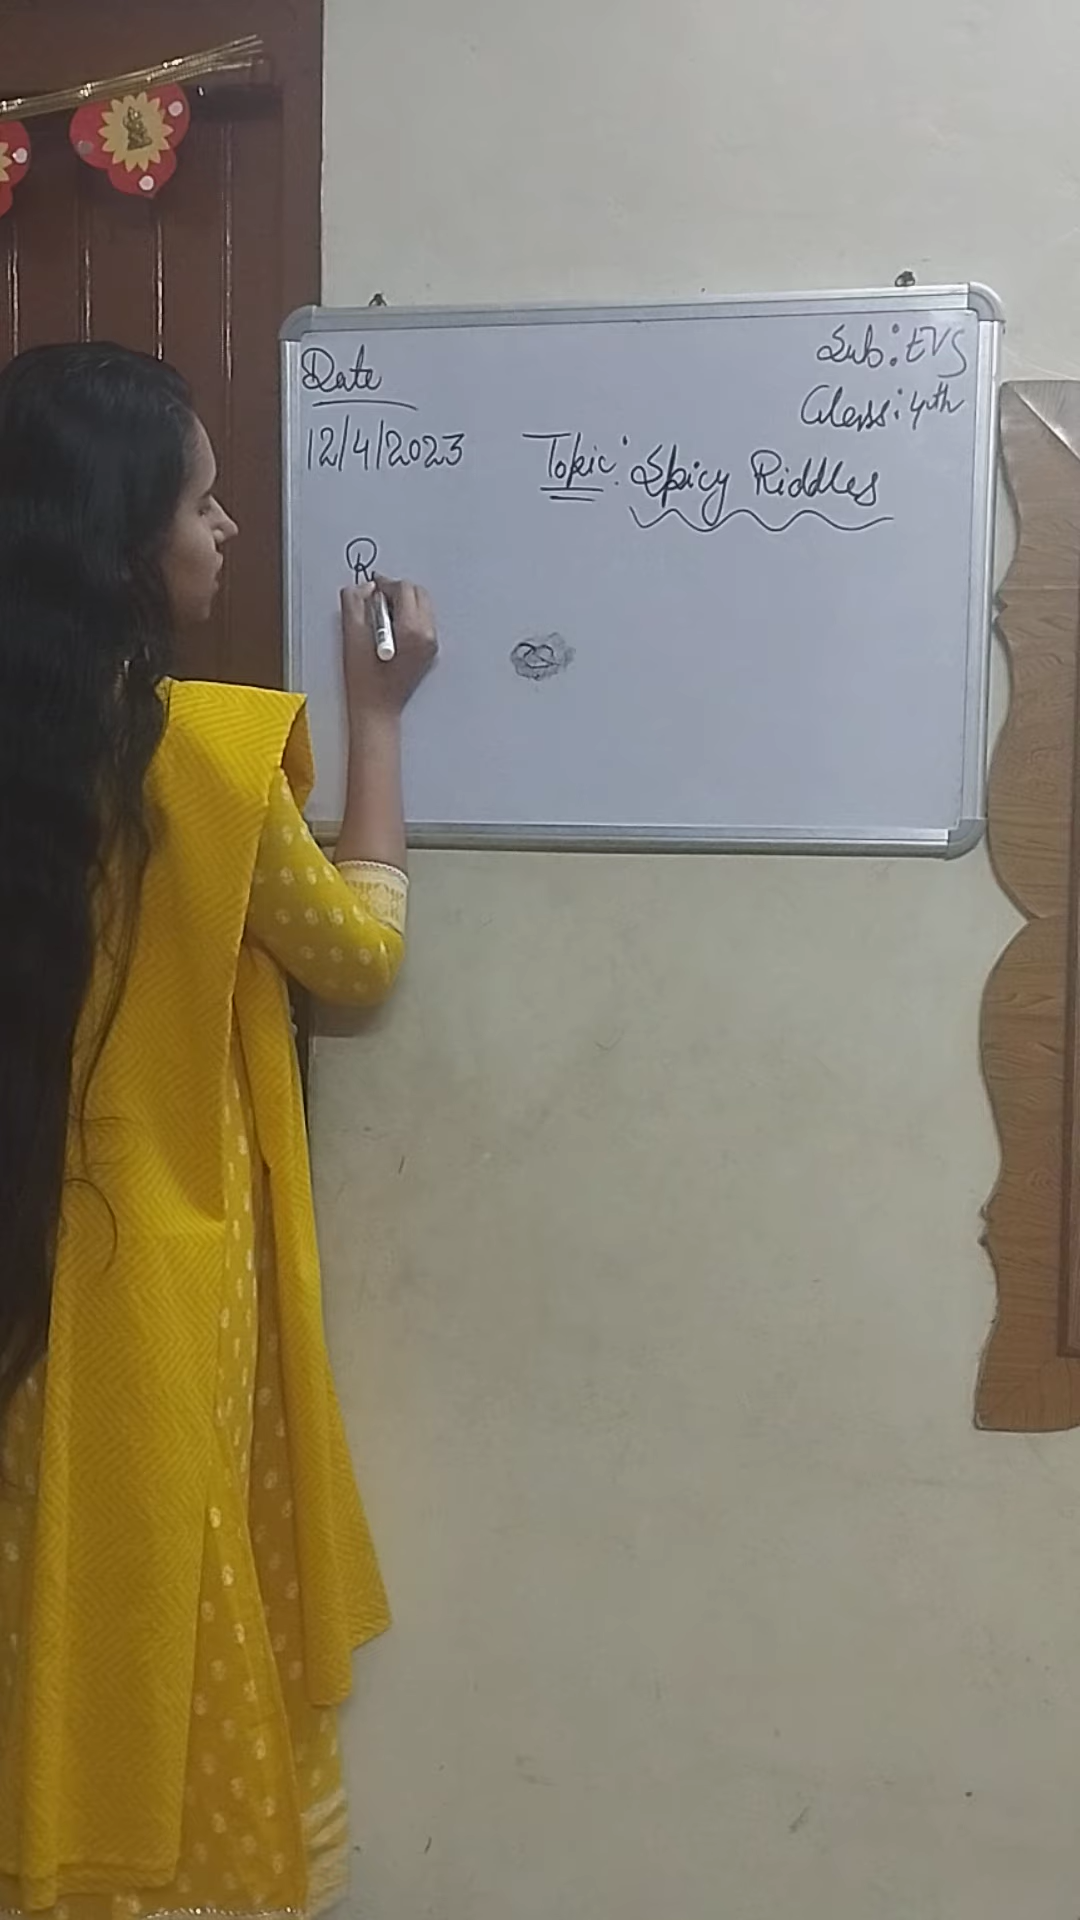 Date
Sub: EVS
Class: 4th
12/4/2023
Topic: Spicy Riddles
R